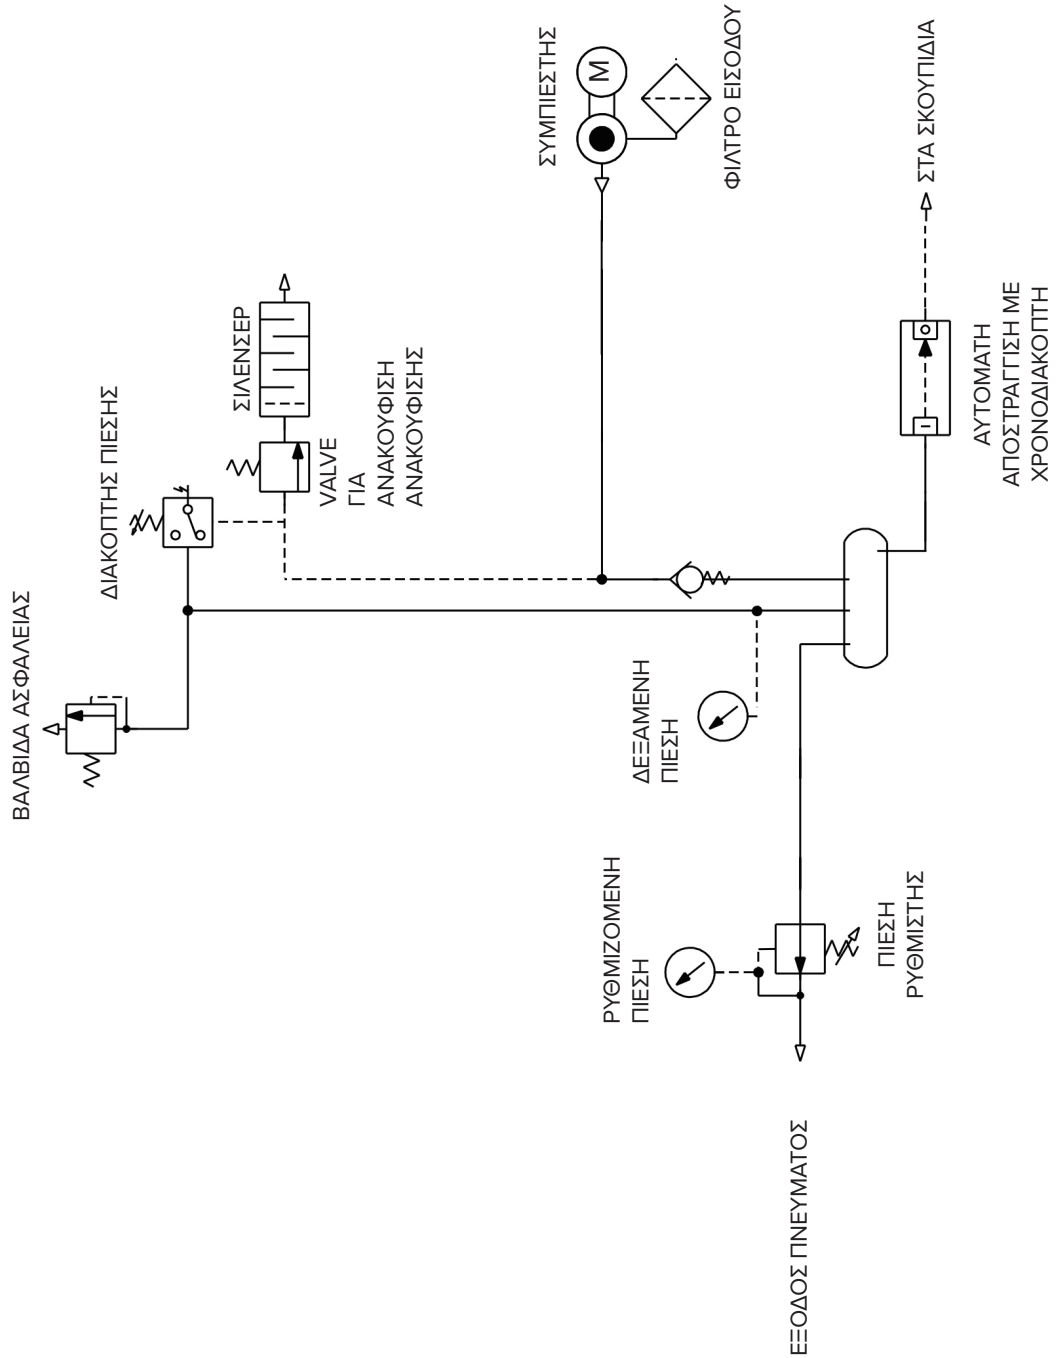 ΒΑΛΒΙΔΑ ΑΣΦΑΛΕΙΑΣ
ΔΙΑΚΟΠΤΗΣ ΠΙΕΣΗΣ
ΣΙΛΕΝΣΕΡ
VALVE
ΓΙΑ
ΑΝΑΚΟΥΦΙΣΗ
ΑΝΑΚΟΥΦΙΣΗΣ
ΣΥΜΠΙΕΣΤΗΣ
M
ΦΙΛΤΡΟ ΕΙΣΟΔΟΥ
ΡΥΘΜΙΖΟΜΕΝΗ
ΠΙΕΣΗ
ΔΕΞΑΜΕΝΗ
ΠΙΕΣΗ
ΕΞΟΔΟΣ ΠΝΕΥΜΑΤΟΣ
ΠΙΕΣΗ
ΡΥΘΜΙΣΤΗΣ
ΣΤΑ ΣΚΟΥΠΙΔΙΑ
ΑΥΤΟΜΑΤΗ
ΑΠΟΣΤΡΑΓΓΙΣΗ ΜΕ
ΧΡΟΝΟΔΙΑΚΟΠΤΗ